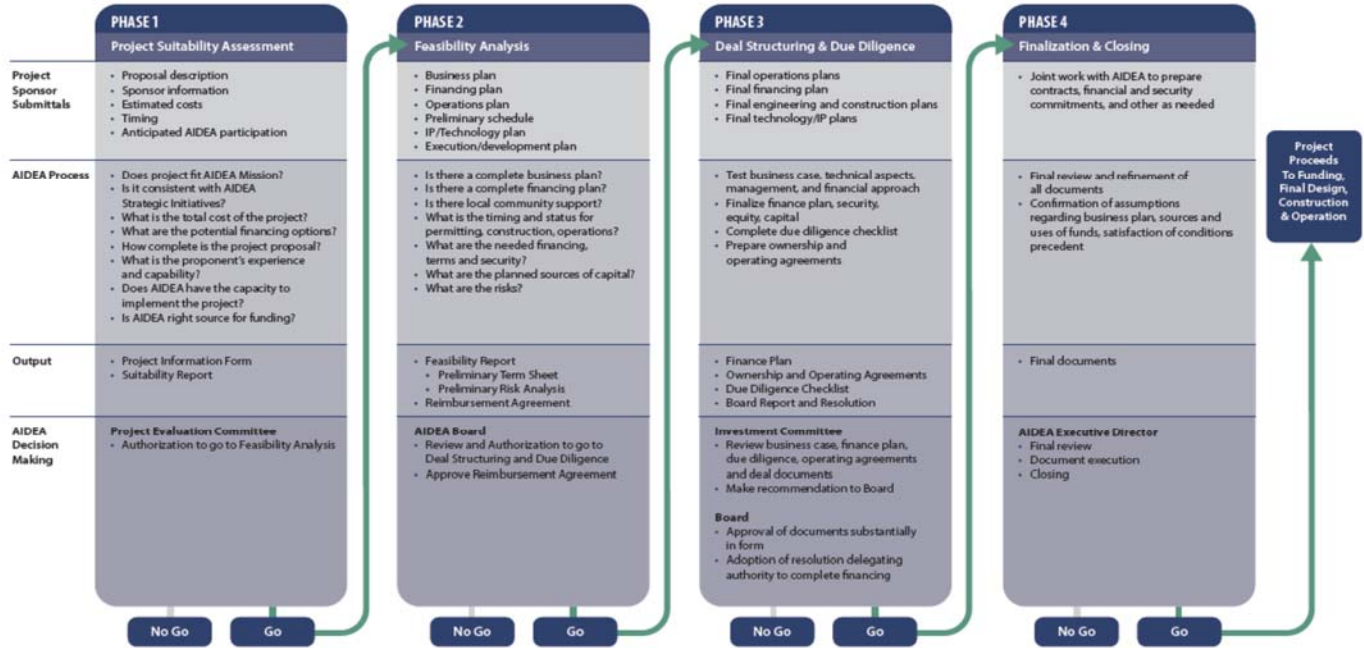 PHASE 1
Project Suitability Assessment
PHASE 2
Feasibility Analysis
PHASE 3
Deal Structuring & Due Diligence
PHASE 4
Finalization & Closing
Project
Sponsor
Submittals
• Proposal description
• Sponsor information
• Estimated costs
• Timing
• Anticipated AIDEA participation
• Business plan
• Financing plan
• Operations plan
• Preliminary schedule
• IP/Technology plan
• Execution/development plan
• Final operations plans
• Final financing plan
• Final engineering and construction plans
• Final technology/IP plans
• Joint work with AIDEA to prepare
contracts, financial and security
commitments, and other as needed
AIDEA Process
• Does project fit AIDEA Mission?
• Is it consistent with AIDEA
Strategic Initiatives?
• What is the total cost of the project?
• What are the potential financing options?
• How complete is the project proposal?
• What is the proponent's experience
and capability?
• Does AIDEA have the capacity to
implement the project?
• Is AIDEA right source for funding?
• Is there a complete business plan?
• Is there a complete financing plan?
• Is there local community support?
• What is the timing and status for
permitting, construction, operations?
• What are the needed financing,
terms and security?
• What are the planned sources of capital?
• What are the risks?
• Test business case, technical aspects,
management, and financial approach
• Finalize finance plan, security,
equity, capital
• Complete due diligence checklist
• Prepare ownership and
operating agreements
• Final review and refinement of
all documents
• Confirmation of assumptions
regarding business plan, sources and
uses of funds, satisfaction of conditions
precedent
Output
• Project Information Form
• Suitability Report
• Feasibility Report
• Preliminary Term Sheet
• Preliminary Risk Analysis
• Reimbursement Agreement
• Finance Plan
• Ownership and Operating Agreements
• Due Diligence Checklist
• Board Report and Resolution
• Final documents
AIDEA
Decision
Making
Project Evaluation Committee
• Authorization to go to Feasibility Analysis
AIDEA Board
• Review and Authorization to go to
Deal Structuring and Due Diligence
• Approve Reimbursement Agreement
Investment Committee
• Review business case, finance plan,
due diligence, operating agreements
and deal documents
• Make recommendation to Board
Board
• Approval of documents substantially
in form
• Adoption of resolution delegating
authority to complete financing
AIDEA Executive Director
• Final review
• Document execution
• Closing
No Go
Go
No Go
Go
No Go
Go
No Go
Go
Project
Proceeds
To Funding,
Final Design,
Construction
& Operation